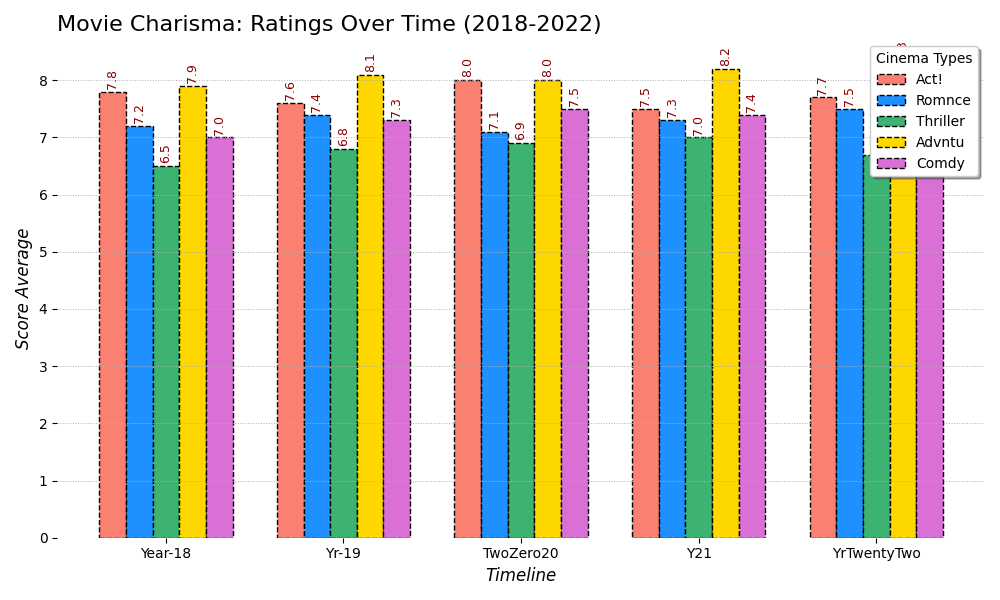 Movie Charisma: Ratings Over Time (2018-2022)
Score Average
8
7
6
5
4
3
2
1
0
7.8
7.2
6.5
7.9
7.0
7.6
7.4
6.8
8.1
7.3
8.0
7.1
6.9
8.0
7.5
7.5
7.3
7.0
8.2
7.4
7.7
7.5
Cinema Types
Act!
Romnce
Thriller
Advntu
Comdy
Year-18
Yr-19
TwoZero20
Y21
YrTwentyTwo
Timeline